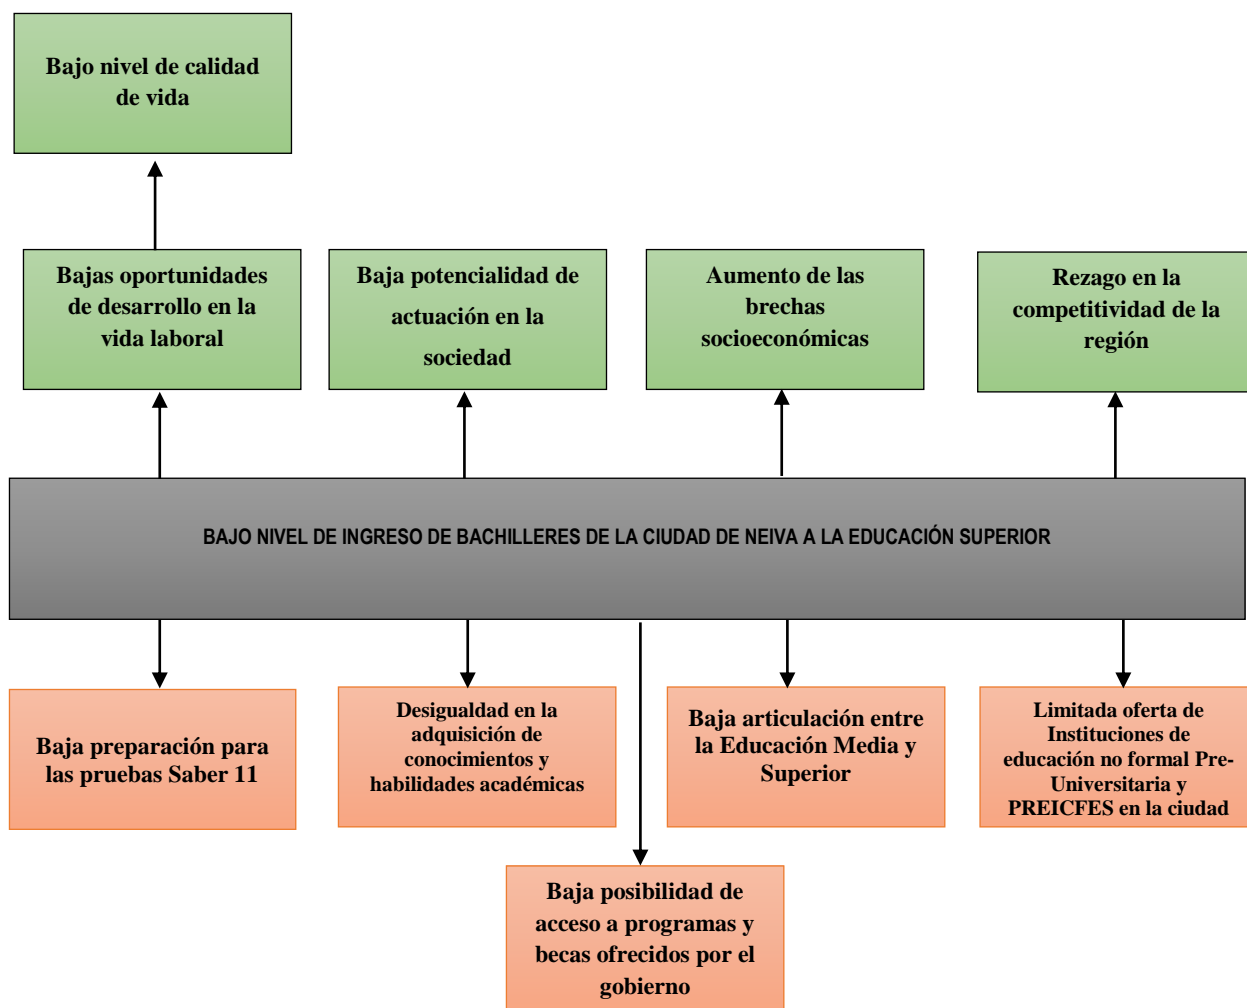 Bajo nivel de calidad
de vida
Bajas oportunidades
de desarrollo en la
vida laboral
Baja potencialidad de
actuación en la
sociedad
Aumento de las
brechas
socioeconómicas
Rezago en la
competitividad de la
región
BAJO NIVEL DE INGRESO DE BACHILLERES DE LA CIUDAD DE NEIVA A LA EDUCACIÓN SUPERIOR
Baja preparación para
las pruebas Saber 11
Desigualdad en la
adquisición de
conocimientos y
habilidades académicas
Baja articulación entre
la Educación Media y
Superior
Limitada oferta de
Instituciones de
educación no formal Pre-
Universitaria y
PREICFES en la ciudad
Baja posibilidad de
acceso a programas y
becas ofrecidos por el
gobierno